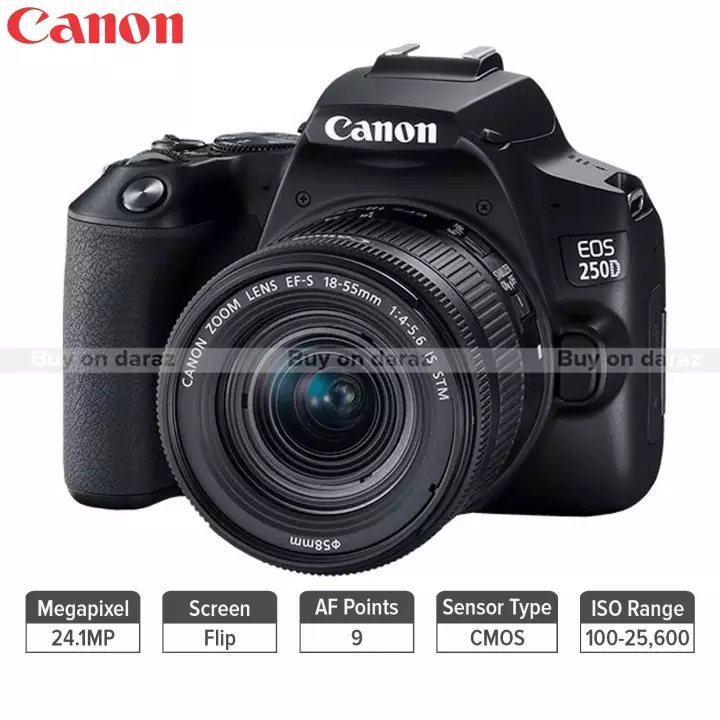 Canon
Canon
EOS
250D
CANON ZOOM LENS EF-S 18-55mm 1:4-5.6 IS STM
Buy on daraz Buy on daraz Buy on daraz
Φ58mm
Megapixel
24.1MP
Screen
Flip
AF Points
9
Sensor Type
CMOS
ISO Range
100-25,600